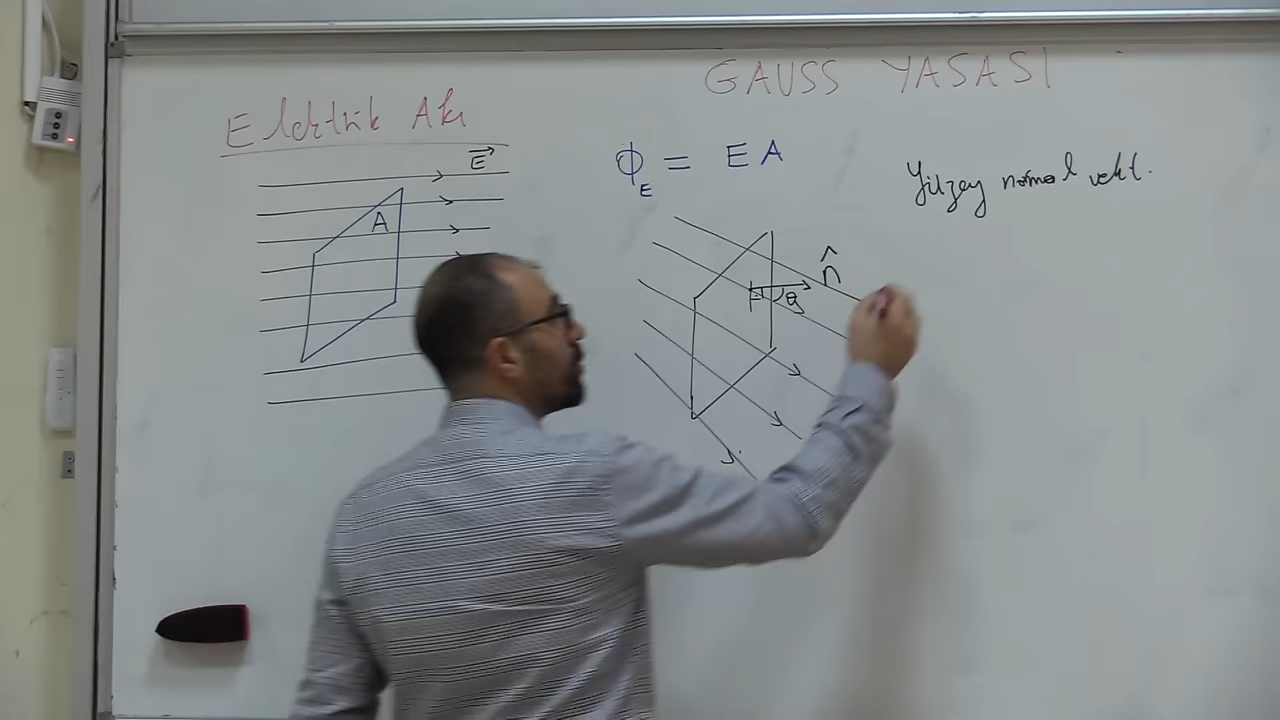 GAUSS YASASI
Elektrik Akı
E⃗
A
ϕ_E = E A
Yüzey normal vekt.
n̂
θ